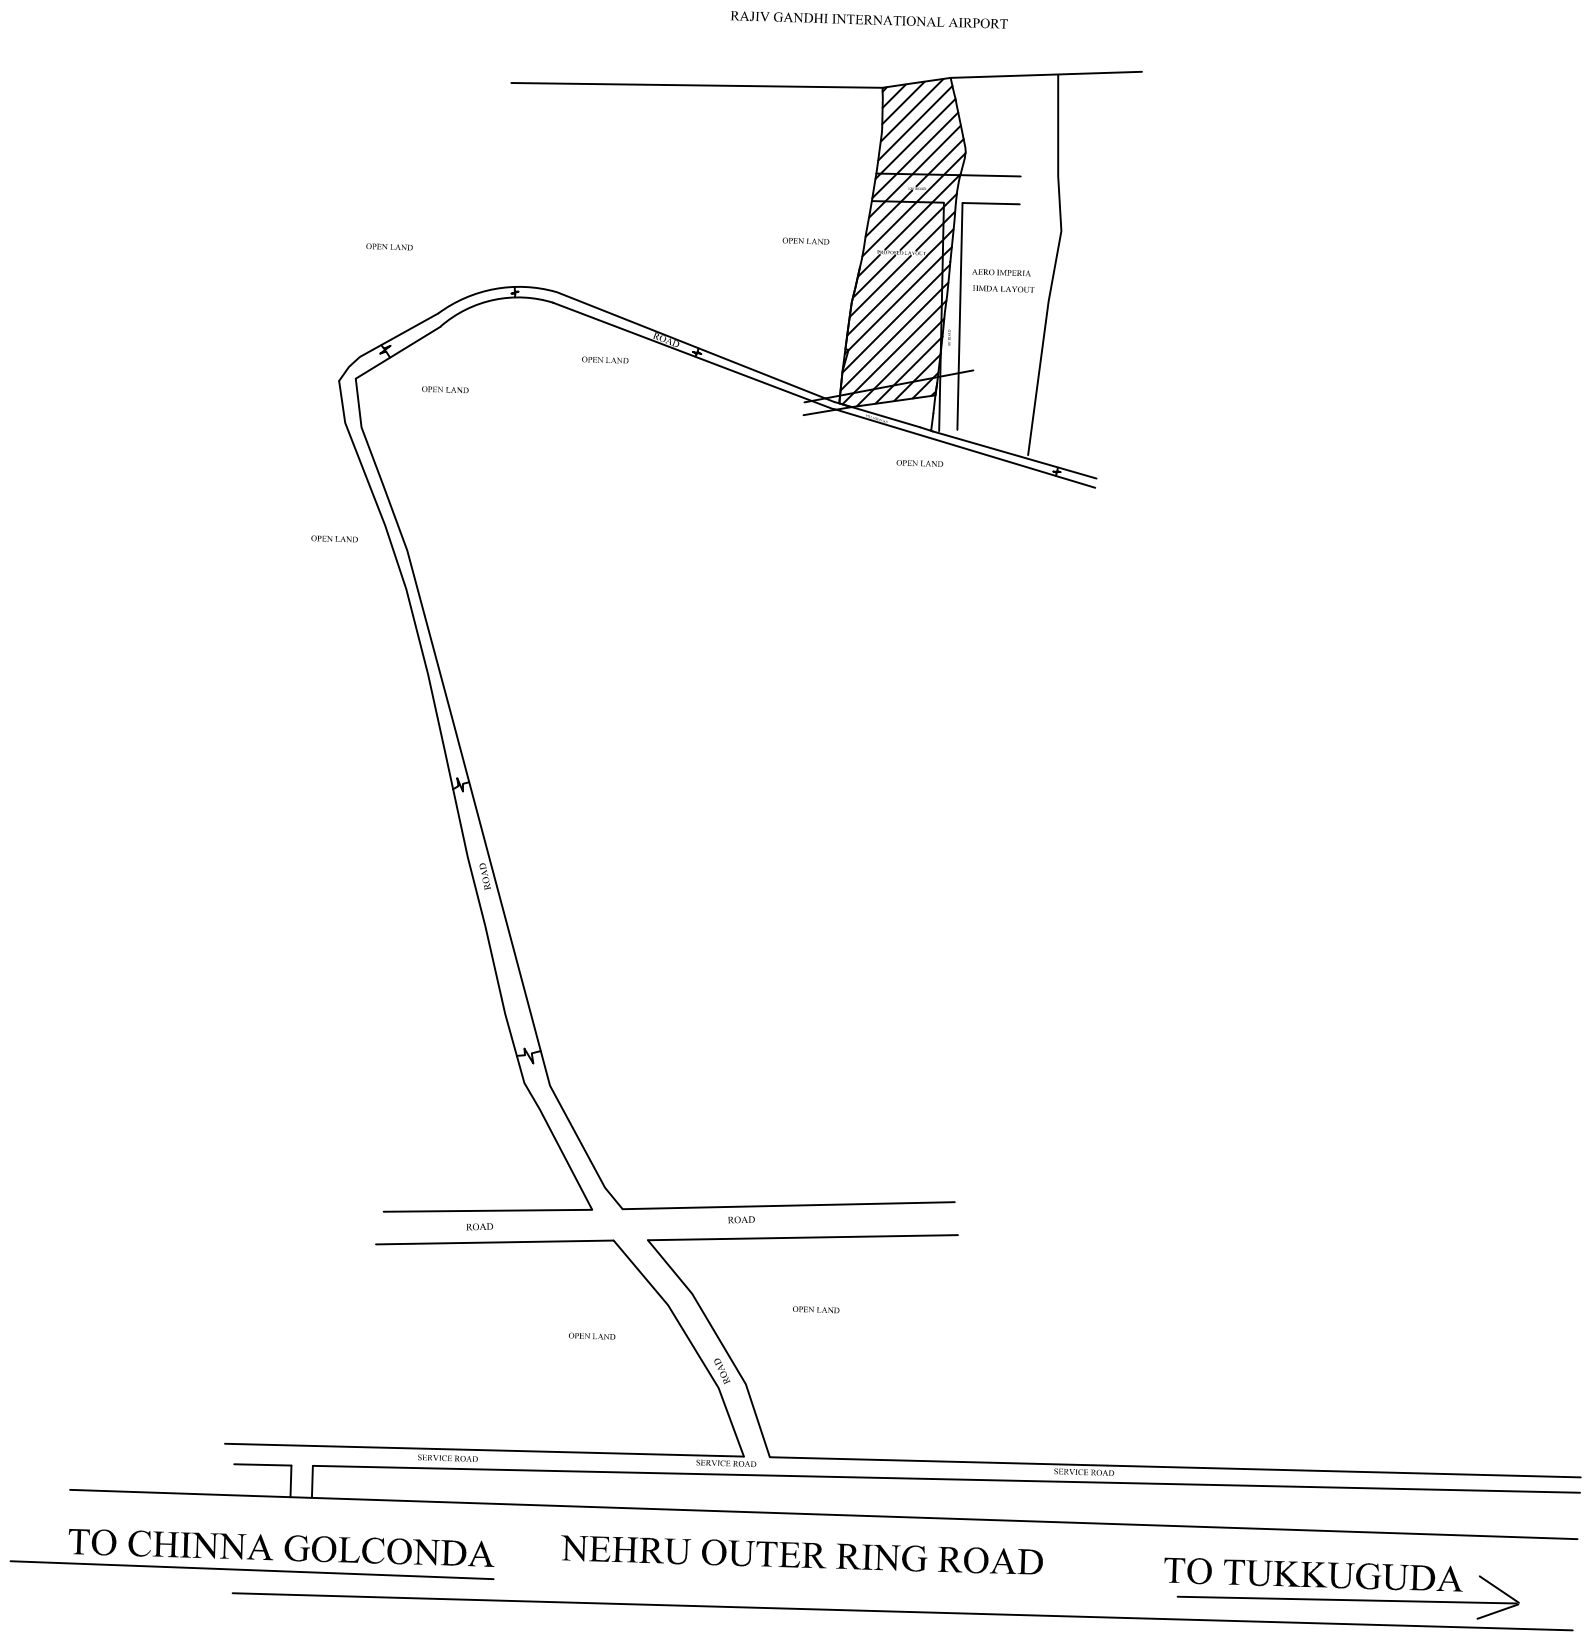 RAJIV GANDHI INTERNATIONAL AIRPORT
OPEN LAND
OPEN LAND
PROPOSED LAYOUT
AERO IMPERIA
HMDA LAYOUT
ROAD
OPEN LAND
OPEN LAND
OPEN LAND
OPEN LAND
ROAD
ROAD
ROAD
OPEN LAND
OPEN LAND
ROAD
SERVICE ROAD
SERVICE ROAD
SERVICE ROAD
TO CHINNA GOLCONDA
NEHRU OUTER RING ROAD
TO TUKKUGUDA